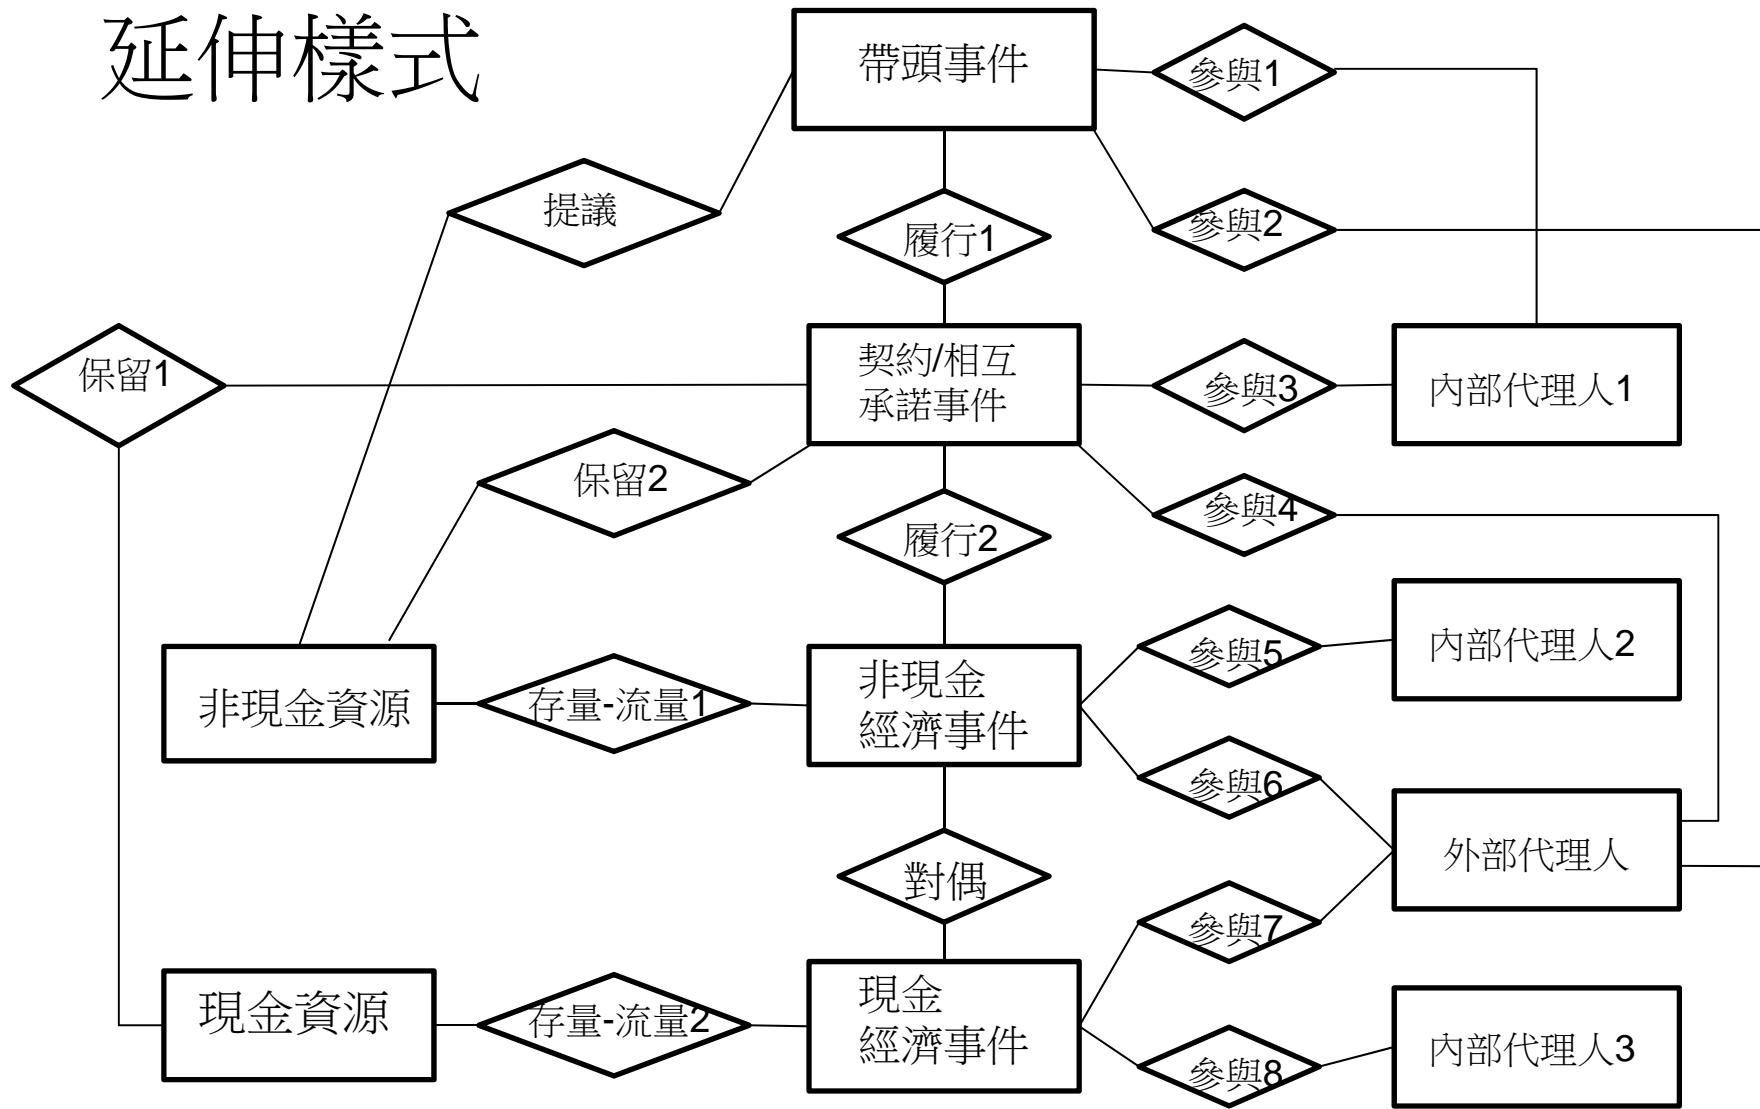 延伸樣式
帶頭事件
參與1
提議
參與2
履行1
保留1
契約/相互
承諾事件
參與3
內部代理人1
保留2
參與4
履行2
參與5
內部代理人2
非現金資源
存量-流量1
非現金
經濟事件
參與6
外部代理人
對偶
參與7
現金資源
存量-流量2
現金
經濟事件
參與8
內部代理人3